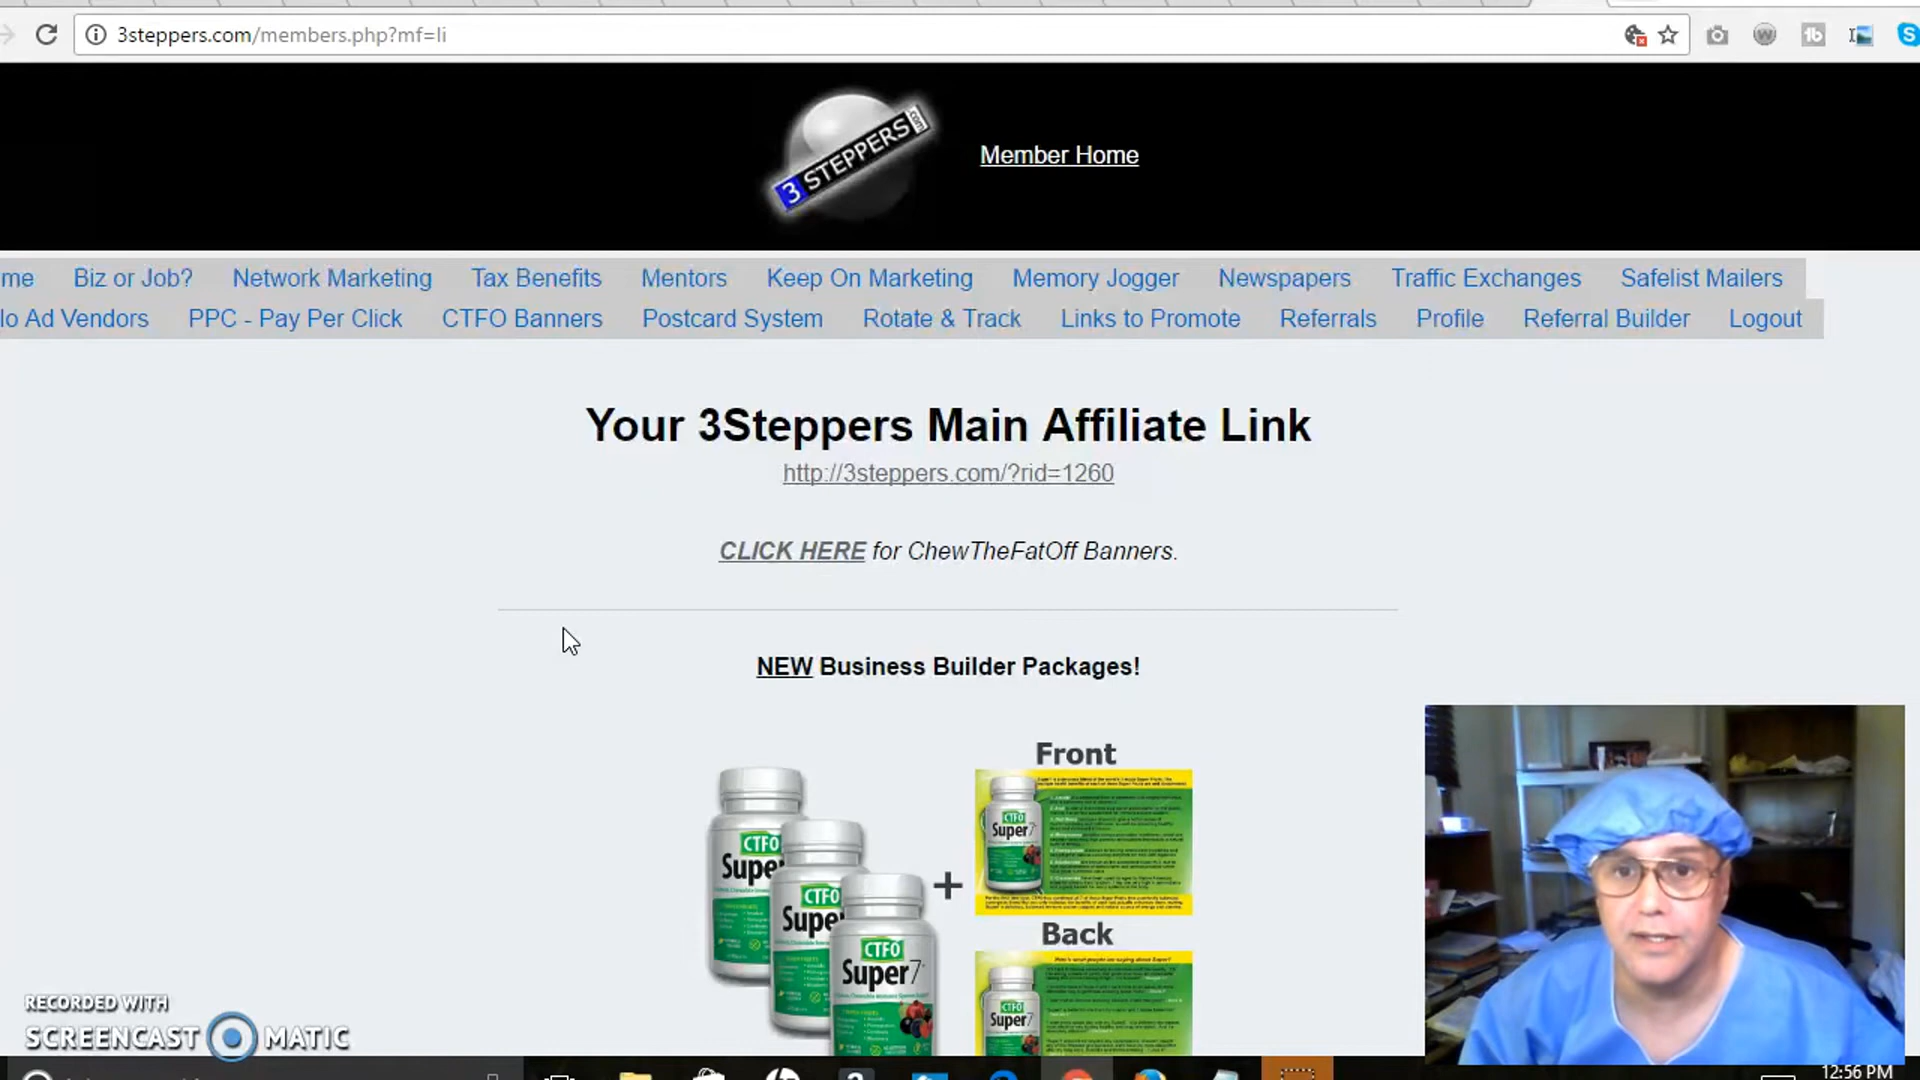 3steppers.com/members.php?mf=li
3 STEPPERS .com
Member Home
me Biz or Job? Network Marketing Tax Benefits Mentors Keep On Marketing Memory Jogger Newspapers Traffic Exchanges Safelist Mailers
lo Ad Vendors PPC - Pay Per Click CTFO Banners Postcard System Rotate & Track Links to Promote Referrals Profile Referral Builder Logout
Your 3Steppers Main Affiliate Link
http://3steppers.com/?rid=1260
CLICK HERE for ChewTheFatOff Banners.
NEW Business Builder Packages!
Front
CTFO
Super7
CTFO
Supe
CTFO
Supe
CTFO
Super7
+
Back
Super7
RECORDED WITH
SCREENCAST MATIC
12:56 PM